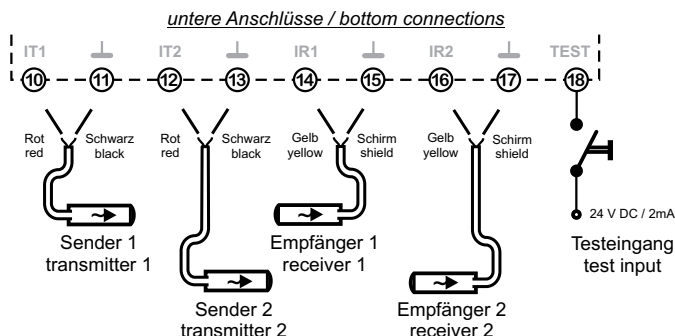 untere Anschlüsse / bottom connections
IT1 IT2 IR1 IR2 TEST
10 11 12 13 14 15 16 17 18
Rot Schwarz Rot Schwarz Gelb Schirm Gelb Schirm
red black red black yellow shield yellow shield
24 V DC / 2mA
Sender 1 Empfänger 1 Testeingang
transmitter 1 receiver 1 test input
Sender 2 Empfänger 2
transmitter 2 receiver 2